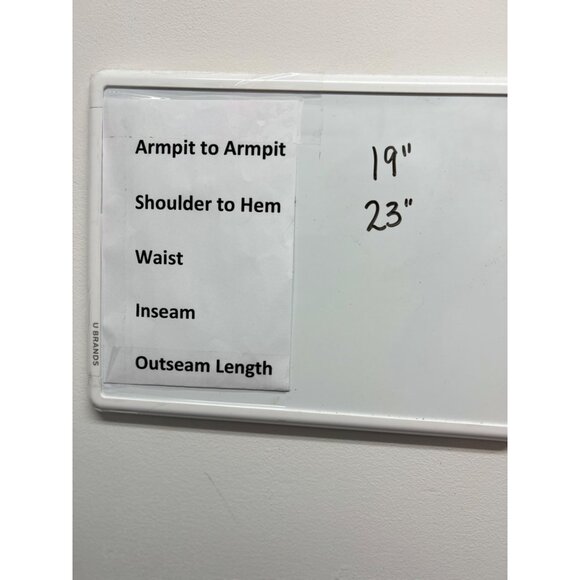 Armpit to Armpit 19"
Shoulder to Hem 23"
Waist
Inseam
Outseam Length
U BRANDS